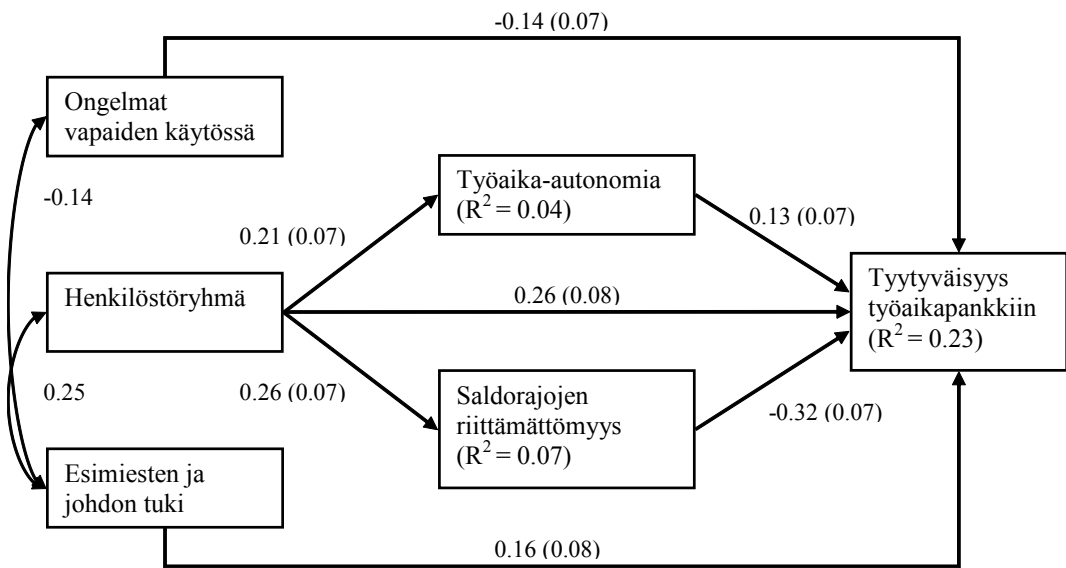 -0.14 (0.07)
Ongelmat
vapaiden käytössä
-0.14
Työaika-autonomia
(R² = 0.04)
0.21 (0.07)
0.13 (0.07)
Henkilöstöryhmä
0.26 (0.08)
Tyytyväisyys
työaikapankkiin
(R² = 0.23)
0.25
0.26 (0.07)
Saldorajojen
riittämättömyys
(R² = 0.07)
-0.32 (0.07)
Esimiesten ja
johdon tuki
0.16 (0.08)